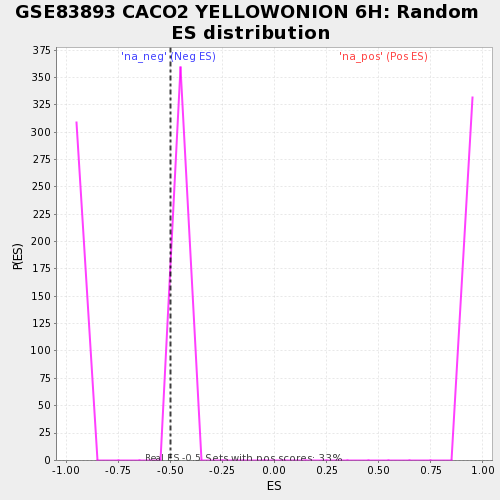 GSE83893 CACO2 YELLOWONION 6H: Random
ES distribution
'na_neg' (Neg ES)
'na_pos' (Pos ES)
375
350
325
300
275
250
225
200
175
150
125
100
75
50
25
0
P(ES)
Real ES -0.5, Sets with pos scores: 33%
-1.00 -0.75 -0.50 -0.25 0.00 0.25 0.50 0.75 1.00
ES